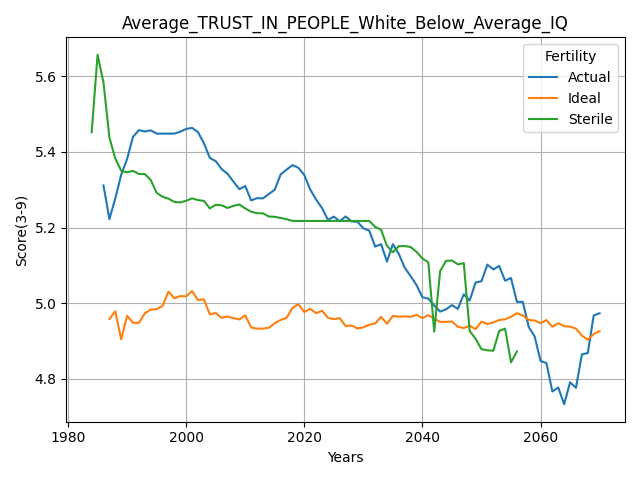 Average_TRUST_IN_PEOPLE_White_Below_Average_IQ
Fertility
Actual
Ideal
Sterile
Score(3-9)
5.6
5.4
5.2
5.0
4.8
1980 2000 2020 2040 2060
Years